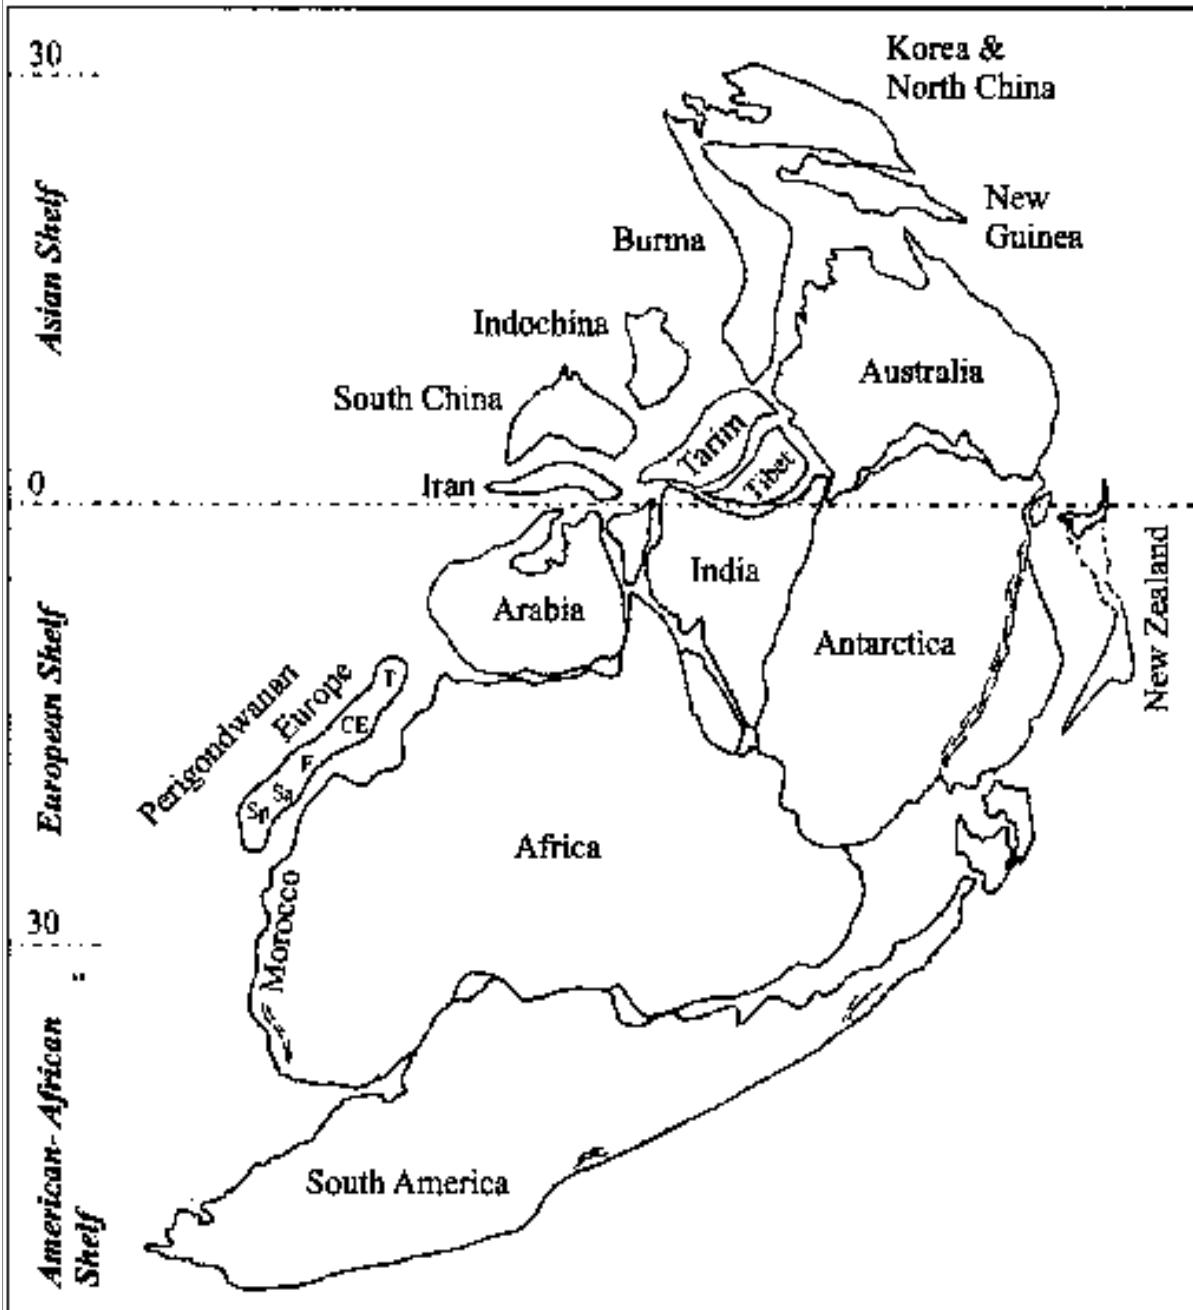 30
Korea &
North China
New
Guinea
Asian Shelf
Burma
Indochina
Australia
South China
Tarim
Tibet
Iran
0
India
Arabia
Antarctica
New Zealand
European Shelf
Perigondwanan
Europe
T
CE
F
Sa
Sp
Africa
30
Morocco
American-African
Shelf
South America